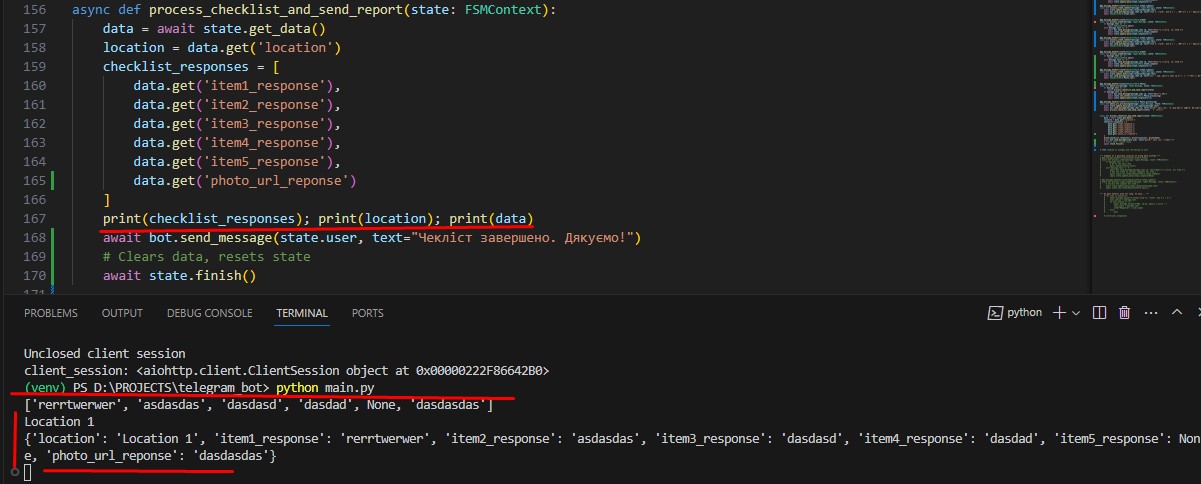 156 async def process_checklist_and_send_report(state: FSMContext):
157 data = await state.get_data()
158 location = data.get('location')
159 checklist_responses = [
160 data.get('item1_response'),
161 data.get('item2_response'),
162 data.get('item3_response'),
163 data.get('item4_response'),
164 data.get('item5_response'),
165 data.get('photo_url_reponse')
166 ]
167 print(checklist_responses); print(location); print(data)
168 await bot.send_message(state.user, text="Чекліст завершено. Дякуємо!")
169 # Clears data, resets state
170 await state.finish()
171
PROBLEMS OUTPUT DEBUG CONSOLE TERMINAL PORTS python
Unclosed client session
client_session: <aiohttp.client.ClientSession object at 0x00000222F86642B0>
(venv) PS D:\PROJECTS\telegram_bot> python main.py
['rerrtwerwer', 'asdasdas', 'dasdasd', 'dasdad', None, 'dasdasdas']
Location 1
{'location': 'Location 1', 'item1_response': 'rerrtwerwer', 'item2_response': 'asdasdas', 'item3_response': 'dasdasd', 'item4_response': 'dasdad', 'item5_response': Non
e, 'photo_url_reponse': 'dasdasdas'}